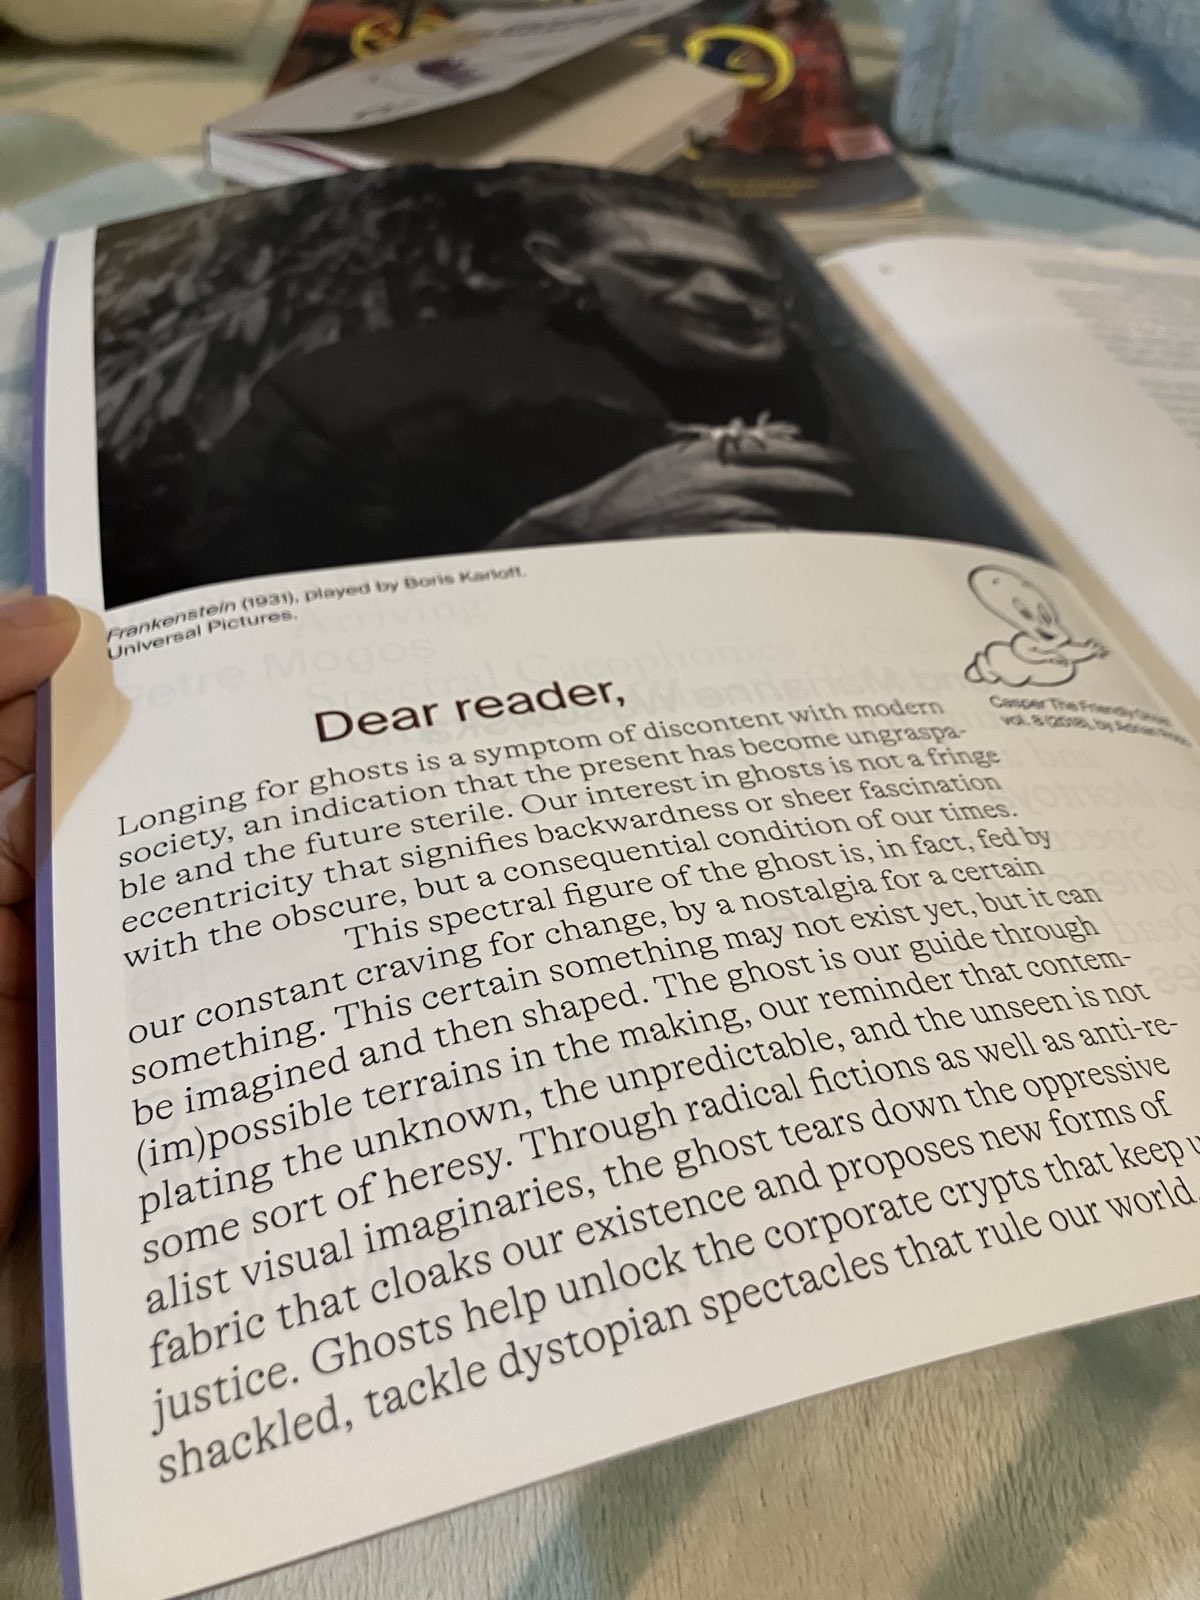 Frankenstein (1931), played by Boris Karloff.
Universal Pictures.
Casper The Friendly Ghost
vol. 8 (2018), by
Dear reader,
Longing for ghosts is a symptom of discontent with modern
society, an indication that the present has become ungraspa-
ble and the future sterile. Our interest in ghosts is not a fringe
eccentricity that signifies backwardness or sheer fascination
with the obscure, but a consequential condition of our times.
This spectral figure of the ghost is, in fact, fed by
our constant craving for change, by a nostalgia for a certain
something. This certain something may not exist yet, but it can
be imagined and then shaped. The ghost is our guide through
(im)possible terrains in the making, our reminder that contem-
plating the unknown, the unpredictable, and the unseen is not
some sort of heresy. Through radical fictions as well as anti-re-
alist visual imaginaries, the ghost tears down the oppressive
fabric that cloaks our existence and proposes new forms of
justice. Ghosts help unlock the corporate crypts that keep
shackled, tackle dystopian spectacles that rule our world.